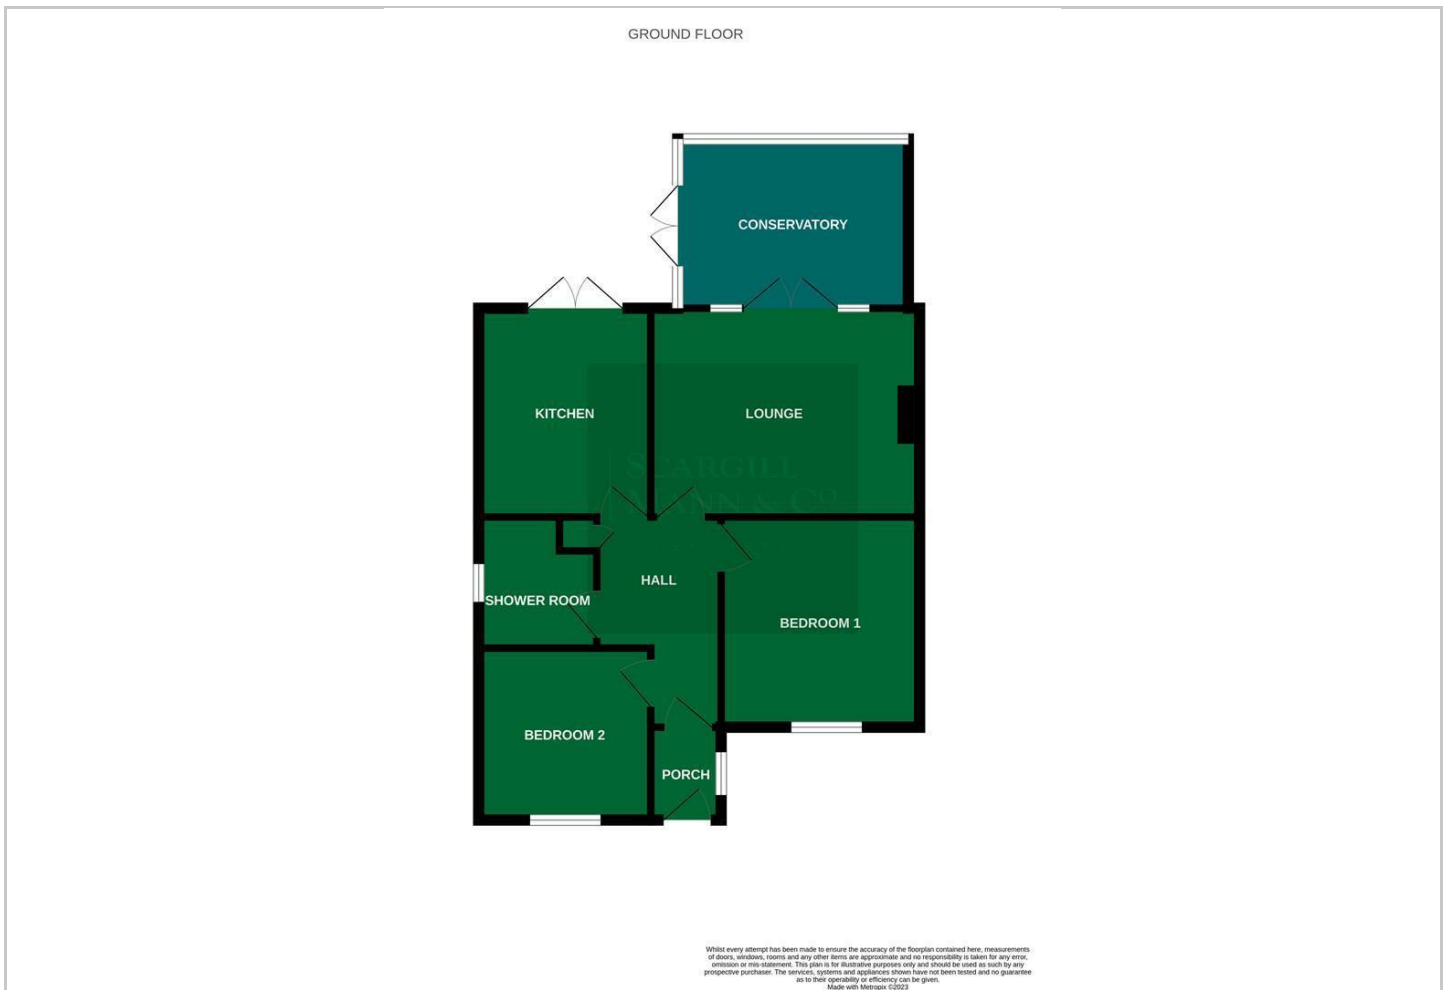 GROUND FLOOR
CONSERVATORY
KITCHEN
LOUNGE
SCARGILL
MANN & CO
HALL
SHOWER ROOM
BEDROOM 1
BEDROOM 2
PORCH
Whilst every attempt has been made to ensure the accuracy of the floorplan contained here, measurements
of doors, windows, rooms and any other items are approximate and no responsibility is taken for any error,
omission or mis-statement. This plan is for illustrative purposes only and should be used as such by any
prospective purchaser. The services, systems and appliances shown have not been tested and no guarantee
as to their operability or efficiency can be given.
Made with Metropix ©2023